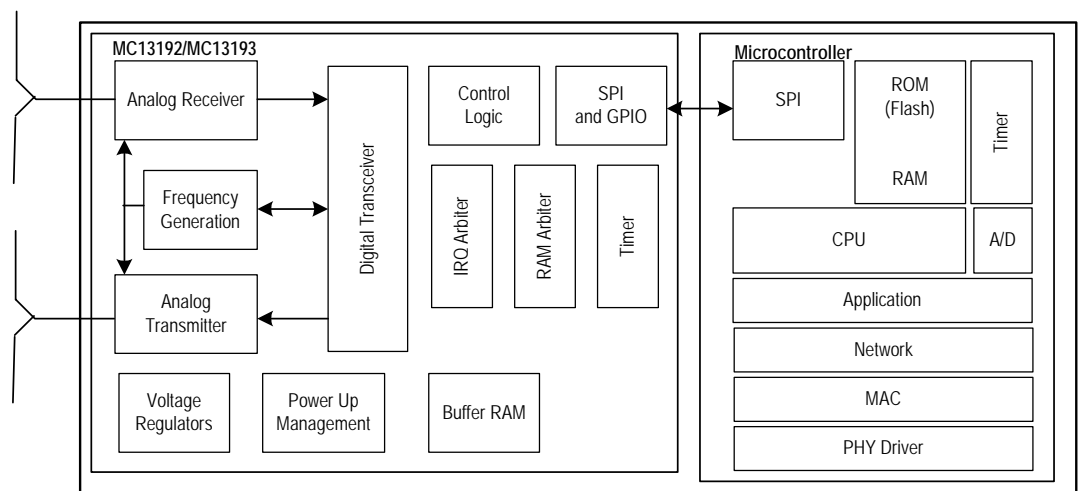 MC13192/MC13193
Analog Receiver
Frequency
Generation
Analog
Transmitter
Voltage
Regulators
Power Up
Management
Digital Transceiver
Control
Logic
SPI
and GPIO
IRQ Arbiter
RAM Arbiter
Timer
Buffer RAM
Microcontroller
SPI
ROM
(Flash)
RAM
Timer
CPU
A/D
Application
Network
MAC
PHY Driver